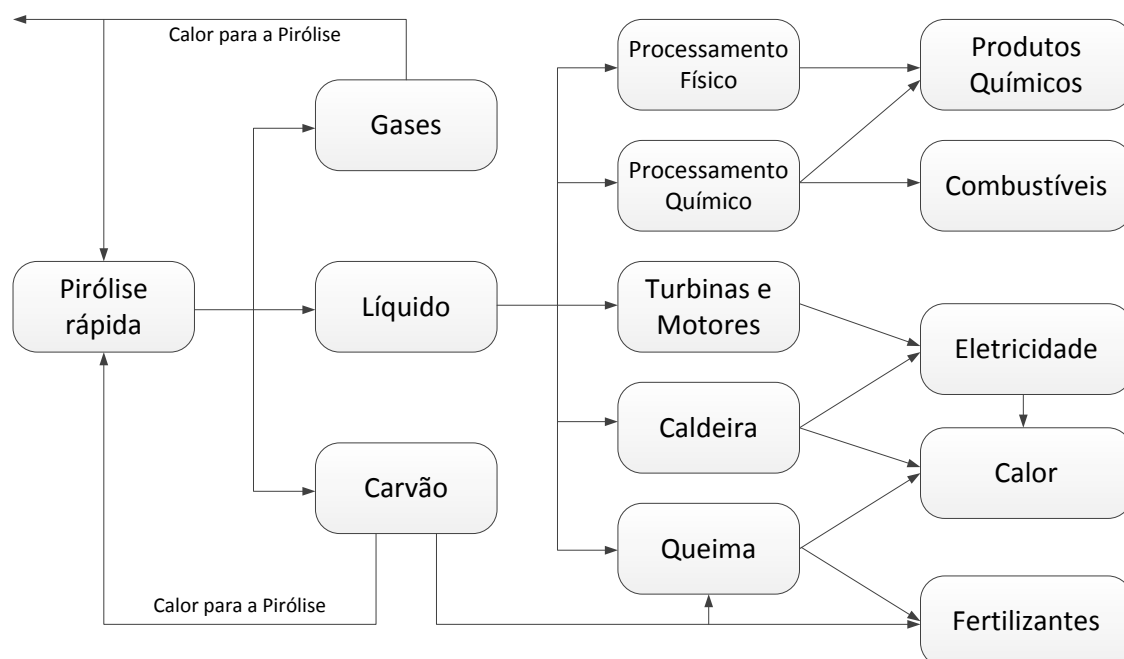 Calor para a Pirólise
Gases
Pirólise
rápida
Líquido
Carvão
Calor para a Pirólise
Processamento
Físico
Processamento
Químico
Turbinas e
Motores
Caldeira
Queima
Produtos
Químicos
Combustíveis
Eletricidade
Calor
Fertilizantes